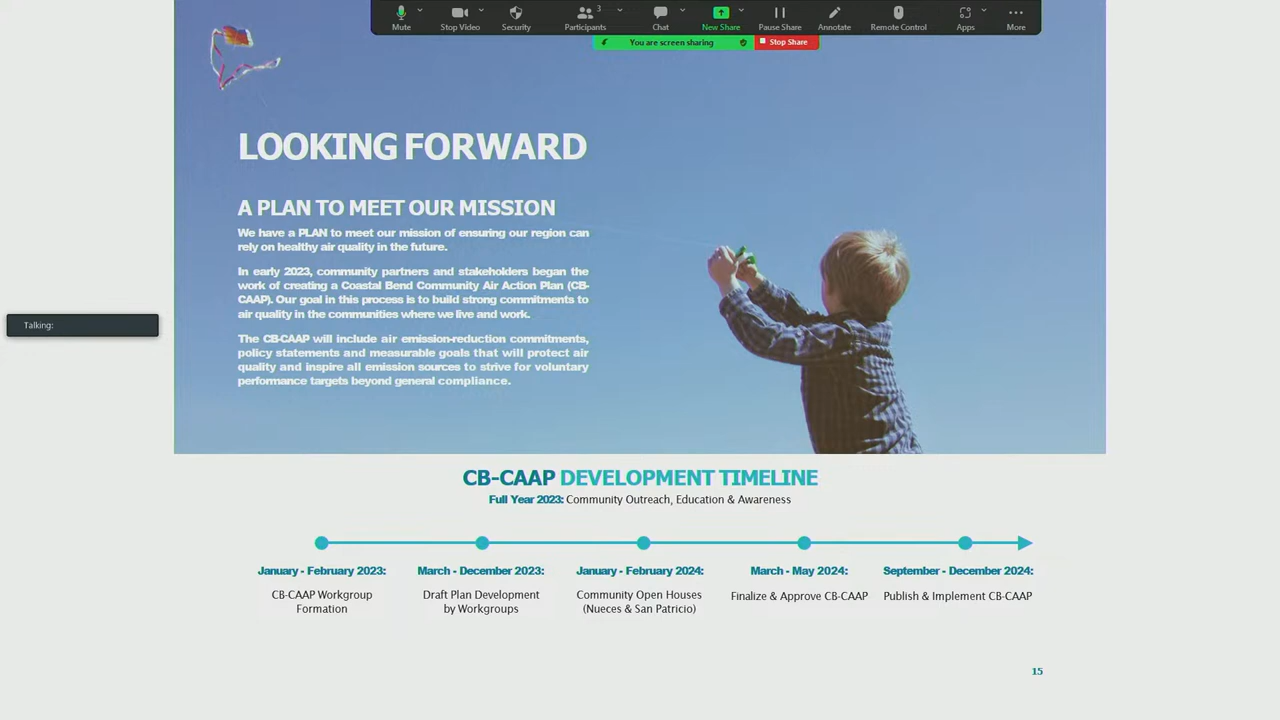 Mute
Stop Video
Security
Participants
3
Chat
New Share
Pause Share
Annotate
Remote Control
Apps
More
You are screen sharing
Stop Share
LOOKING FORWARD
A PLAN TO MEET OUR MISSION
We have a PLAN to meet our mission of ensuring our region can
rely on healthy air quality in the future.
In early 2023, community partners and stakeholders began the
work of creating a Coastal Bend Community Air Action Plan (CB-
CAAP). Our goal in this process is to build strong commitments to
air quality in the communities where we live and work.
The CB-CAAP will include air emission-reduction commitments,
policy statements and measurable goals that will protect air
quality and inspire all emission sources to strive for voluntary
performance targets beyond general compliance.
Talking:
CB-CAAP DEVELOPMENT TIMELINE
Full Year 2023: Community Outreach, Education & Awareness
January - February 2023:
CB-CAAP Workgroup
Formation
March - December 2023:
Draft Plan Development
by Workgroups
January - February 2024:
Community Open Houses
(Nueces & San Patricio)
March - May 2024:
Finalize & Approve CB-CAAP
September - December 2024:
Publish & Implement CB-CAAP
15